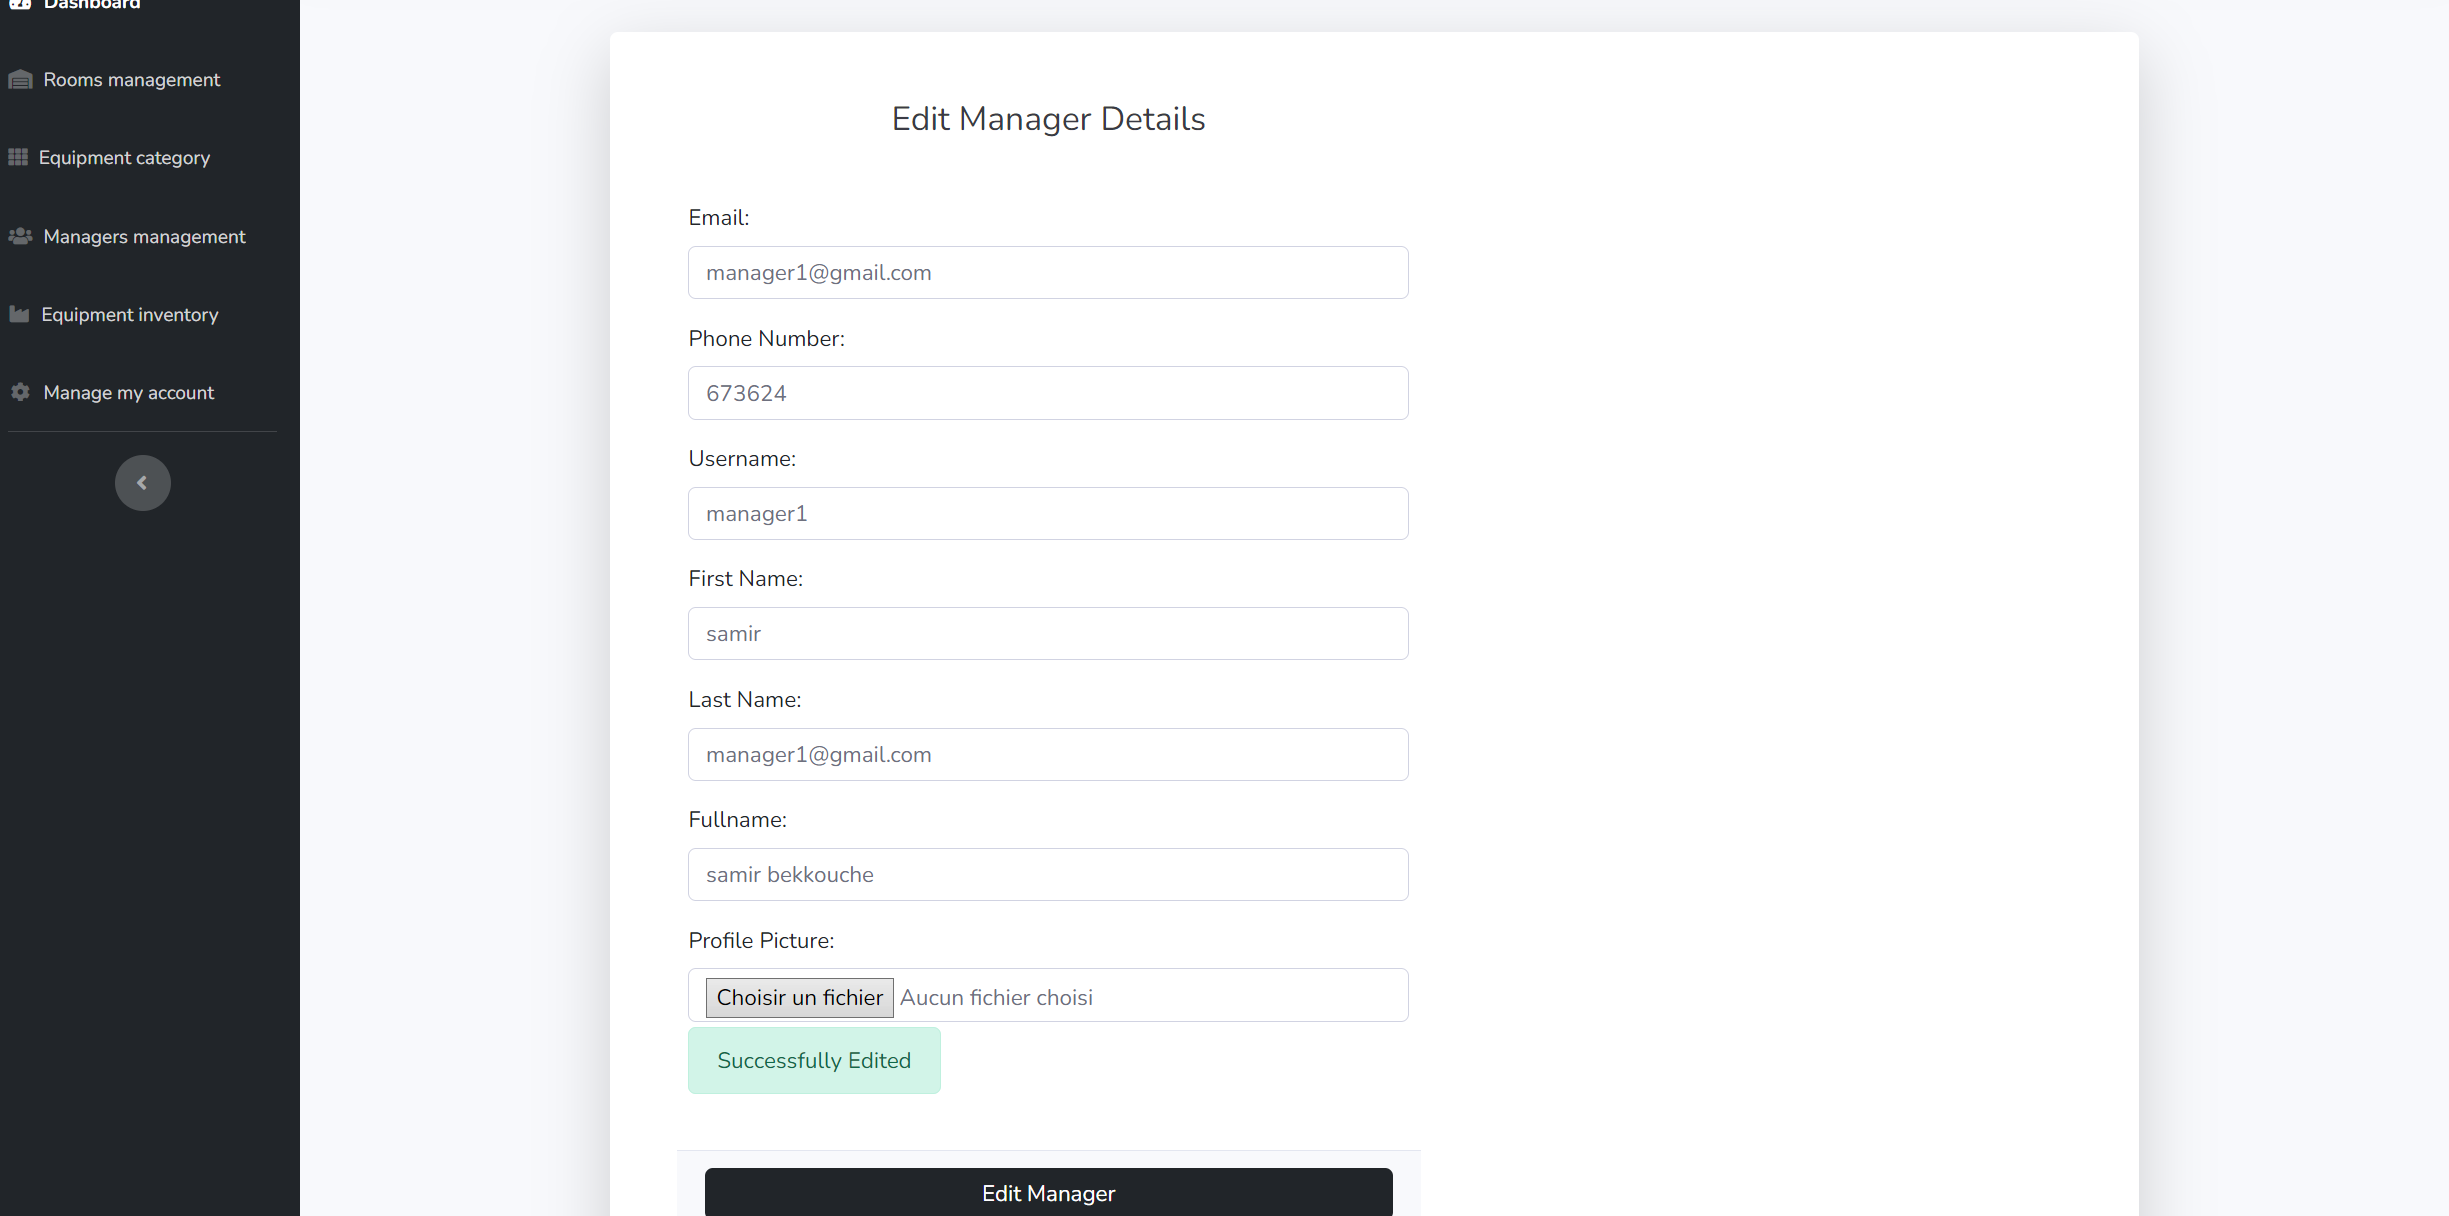 Dashboard
Rooms management
Equipment category
Managers management
Equipment inventory
Manage my account
Edit Manager Details
Email:
manager1@gmail.com
Phone Number:
673624
Username:
manager1
First Name:
samir
Last Name:
manager1@gmail.com
Fullname:
samir bekkouche
Profile Picture:
Choisir un fichier Aucun fichier choisi
Successfully Edited
Edit Manager